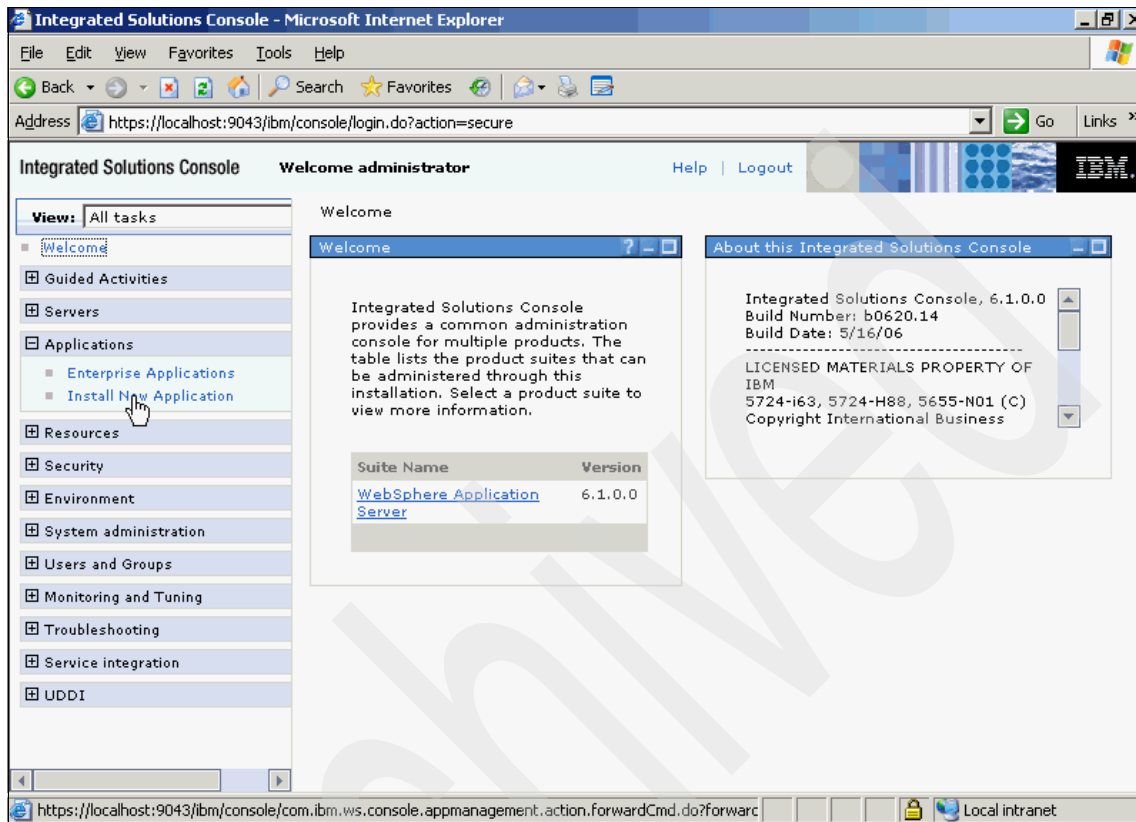 Integrated Solutions Console - Microsoft Internet Explorer
File Edit View Favorites Tools Help
Back Search Favorites
Address https://localhost:9043/ibm/console/login.do?action=secure Go Links »
Integrated Solutions Console Welcome administrator Help | Logout IBM.
View: All tasks
Welcome
Guided Activities
Servers
Applications
Enterprise Applications
Install New Application
Resources
Security
Environment
System administration
Users and Groups
Monitoring and Tuning
Troubleshooting
Service integration
UDDI
Welcome
Welcome ?
Integrated Solutions Console
provides a common administration
console for multiple products. The
table lists the product suites that can
be administered through this
installation. Select a product suite to
view more information.
Suite Name Version
WebSphere Application 6.1.0.0
Server
About this Integrated Solutions Console
Integrated Solutions Console, 6.1.0.0
Build Number: b0620.14
Build Date: 5/16/06
----------------------------------
LICENSED MATERIALS PROPERTY OF
IBM
5724-i63, 5724-H88, 5655-N01 (C)
Copyright International Business
https://localhost:9043/ibm/console/com.ibm.ws.console.appmanagement.action.forwardCmd.do?forwarc Local intranet